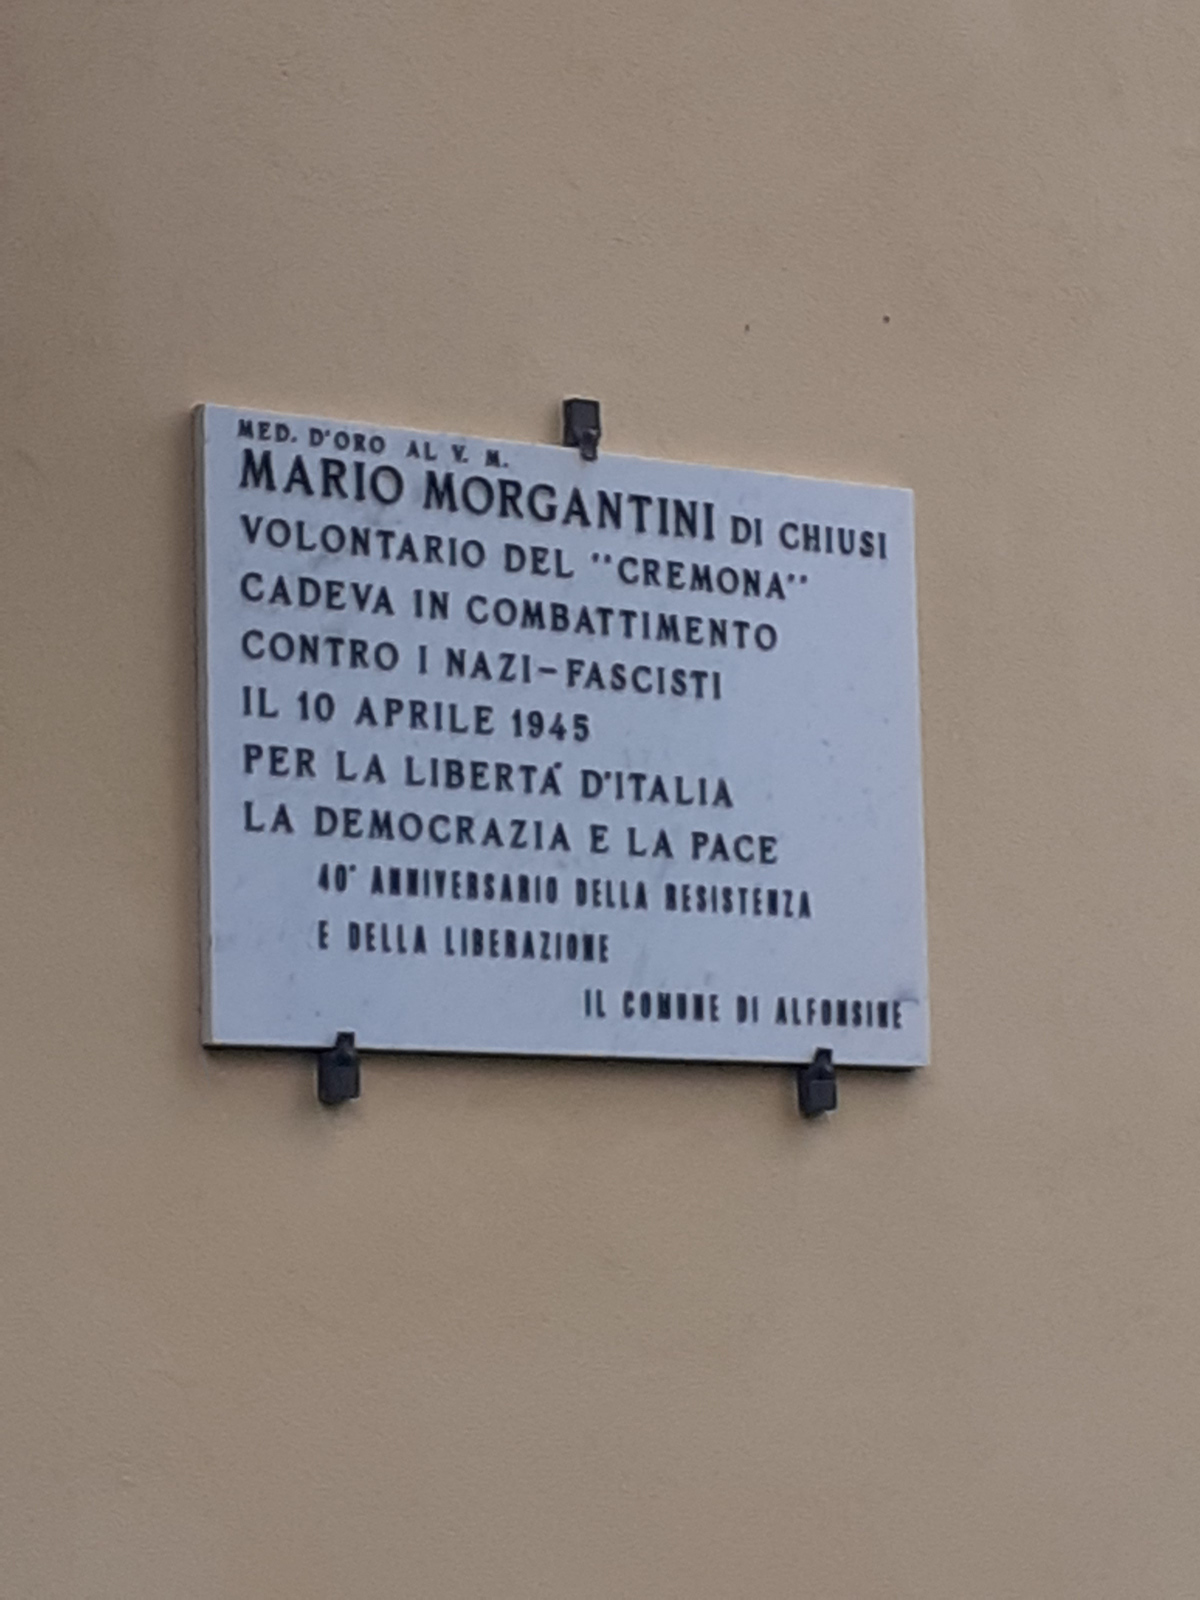 MED. D'ORO AL V. M.
MARIO MORGANTINI DI CHIUSI
VOLONTARIO DEL "CREMONA"
CADEVA IN COMBATTIMENTO
CONTRO I NAZI-FASCISTI
IL 10 APRILE 1945
PER LA LIBERTÁ D'ITALIA
LA DEMOCRAZIA E LA PACE
40° ANNIVERSARIO DELLA RESISTENZA
E DELLA LIBERAZIONE
IL COMUNE DI ALFONSINE